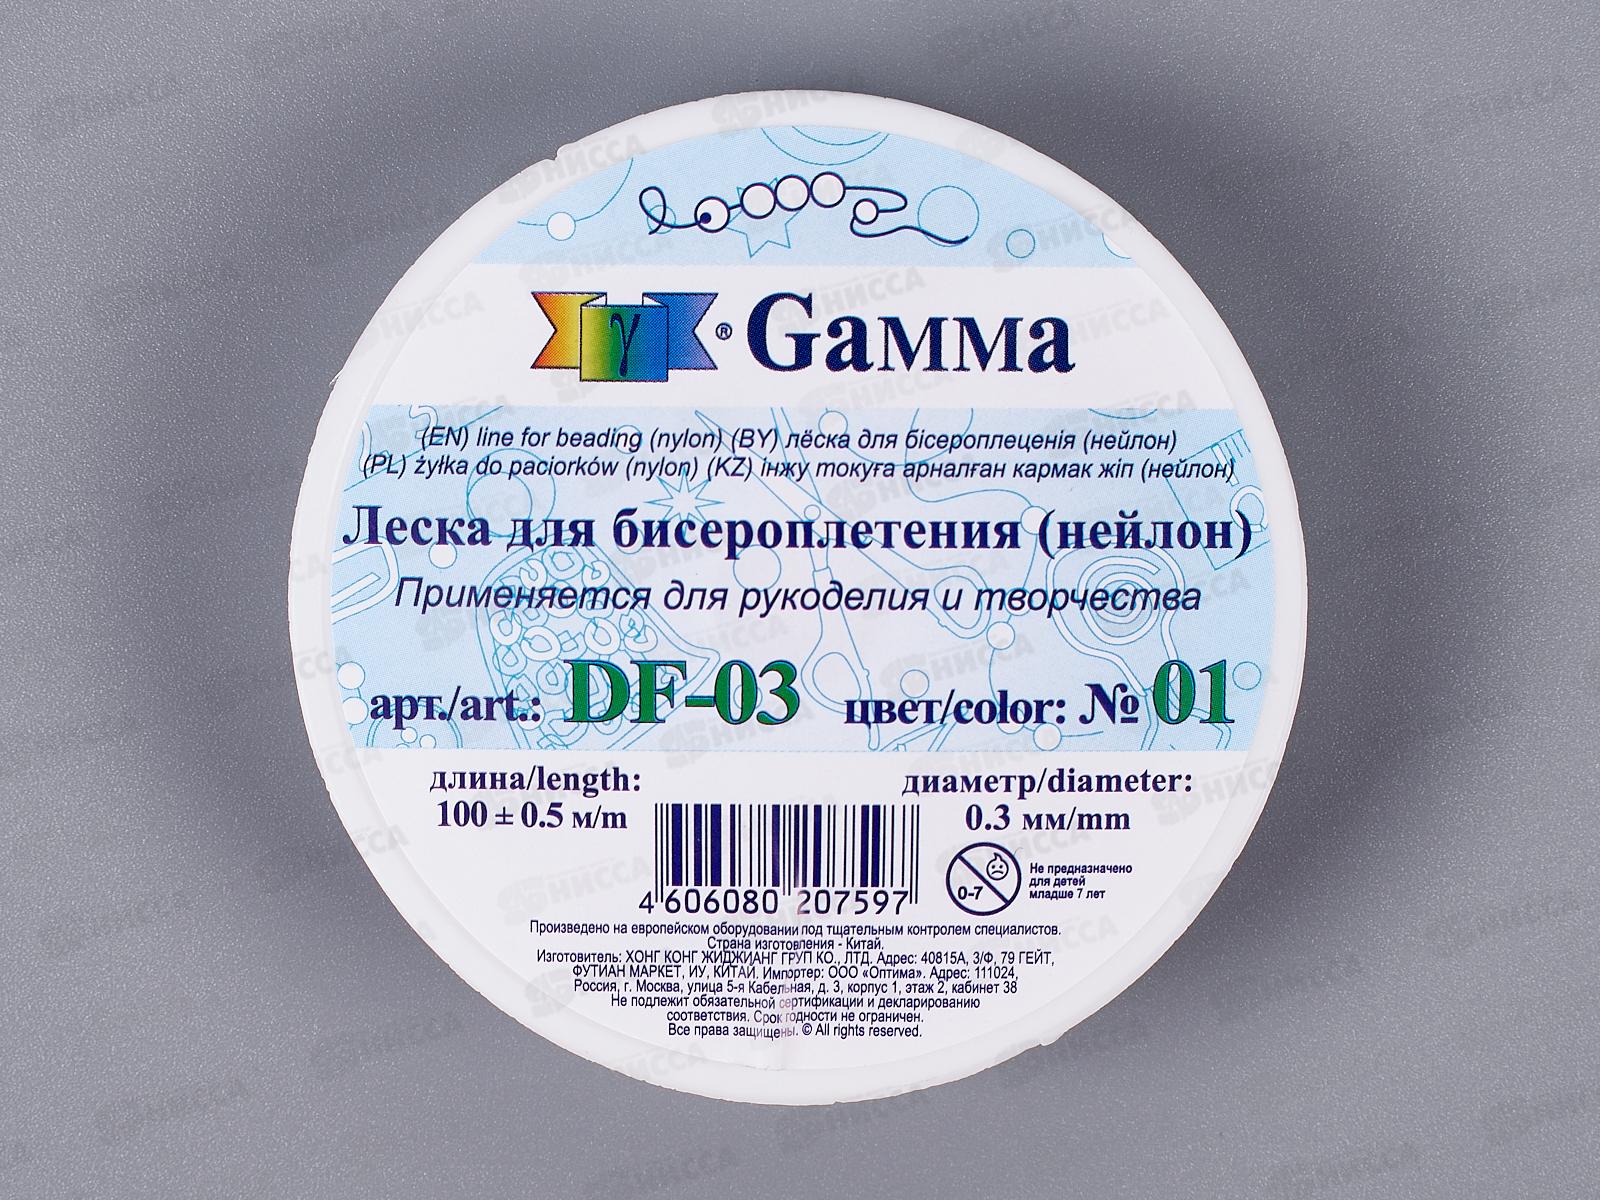 γ ® Gамма
(EN) line for beading (nylon) (BY) лёска для бісероплеценія (нейлон)
(PL) żyłka do paciorków (nylon) (KZ) інжу токуға арналған кармак жіп (нейлон)
Леска для бисероплетения (нейлон)
Применяется для рукоделия и творчества
арт./art.: DF-03 цвет/color: № 01
длина/length:
100 ± 0.5 м/m
диаметр/diameter:
0.3 мм/mm
4 606080 207597
0-7
Не предназначено
для детей
младше 7 лет
Произведено на европейском оборудовании под тщательным контролем специалистов.
Страна изготовления - Китай.
Изготовитель: ХОНГ КОНГ ЖИДЖИАНГ ГРУП КО., ЛТД. Адрес: 40815А, 3/Ф, 79 ГЕЙТ,
ФУТИАН МАРКЕТ, ИУ, КИТАЙ. Импортер: ООО «Оптима». Адрес: 111024,
Россия, г. Москва, улица 5-я Кабельная, д. 3, корпус 1, этаж 2, кабинет 38
Не подлежит обязательной сертификации и декларированию
соответствия. Срок годности не ограничен.
Все права защищены. © All rights reserved.
НИССА